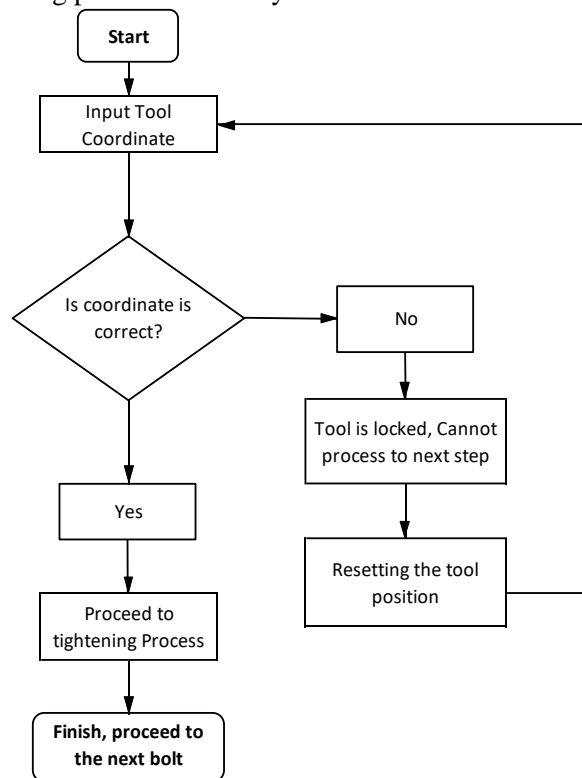 Start
Input Tool
Coordinate
Is coordinate is
correct?
No
Tool is locked, Cannot
process to next step
Yes
Resetting the tool
position
Proceed to
tightening Process
Finish, proceed to
the next bolt